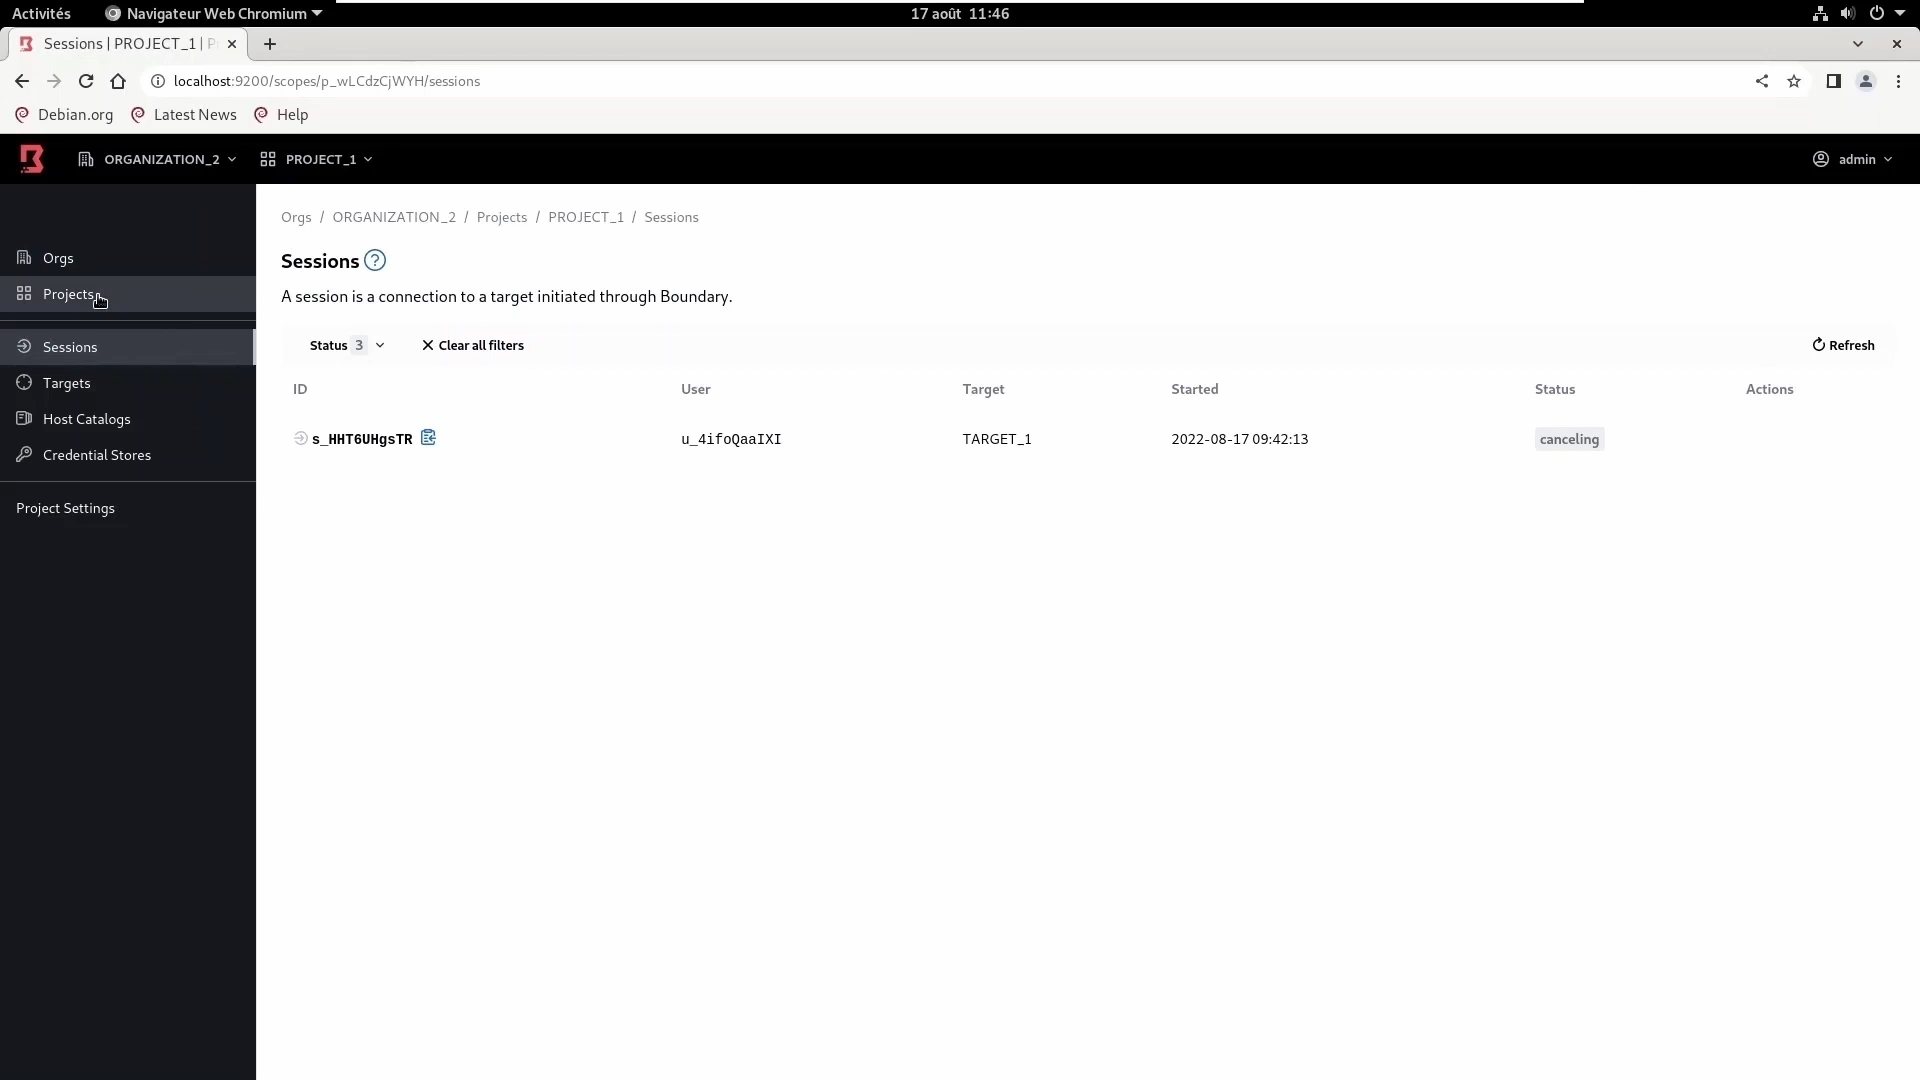 Activités Navigateur Web Chromium 17 août 11:46
Sessions | PROJECT_1 | P
localhost:9200/scopes/p_wLCdzCjWYH/sessions
Debian.org Latest News Help
ORGANIZATION_2 PROJECT_1 admin
Orgs / ORGANIZATION_2 / Projects / PROJECT_1 / Sessions
Orgs
Projects
Sessions
Targets
Host Catalogs
Credential Stores
Project Settings
Sessions ?
A session is a connection to a target initiated through Boundary.
Status 3 Clear all filters Refresh
ID User Target Started Status Actions
s_HHT6UHgsTR u_4ifoQaaIXI TARGET_1 2022-08-17 09:42:13 canceling